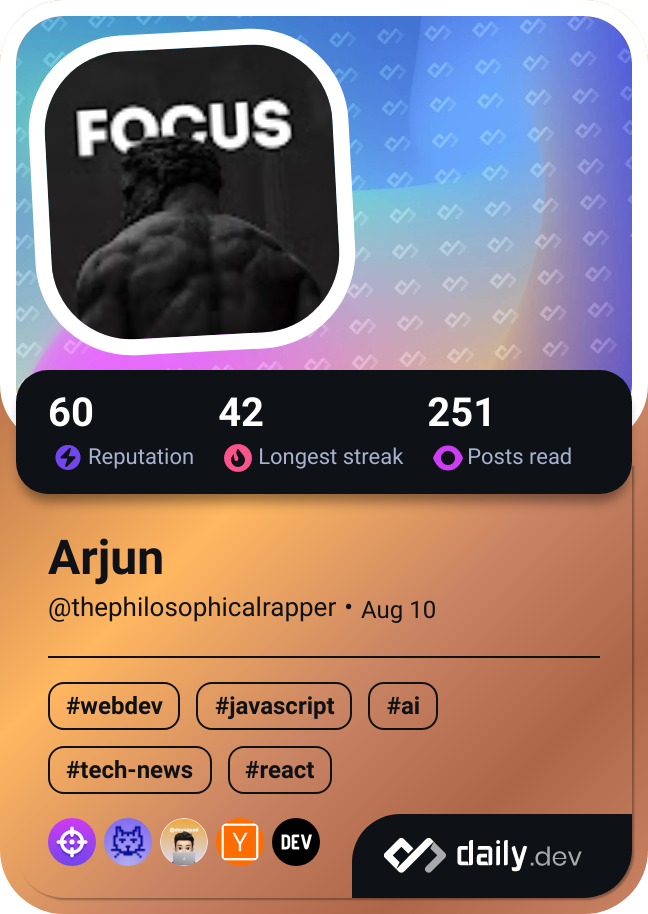 FOCUS
60 42 251
Reputation Longest streak Posts read
Arjun
@thephilosophicalrapper • Aug 10
#webdev #javascript #ai
#tech-news #react
Y DEV
daily.dev